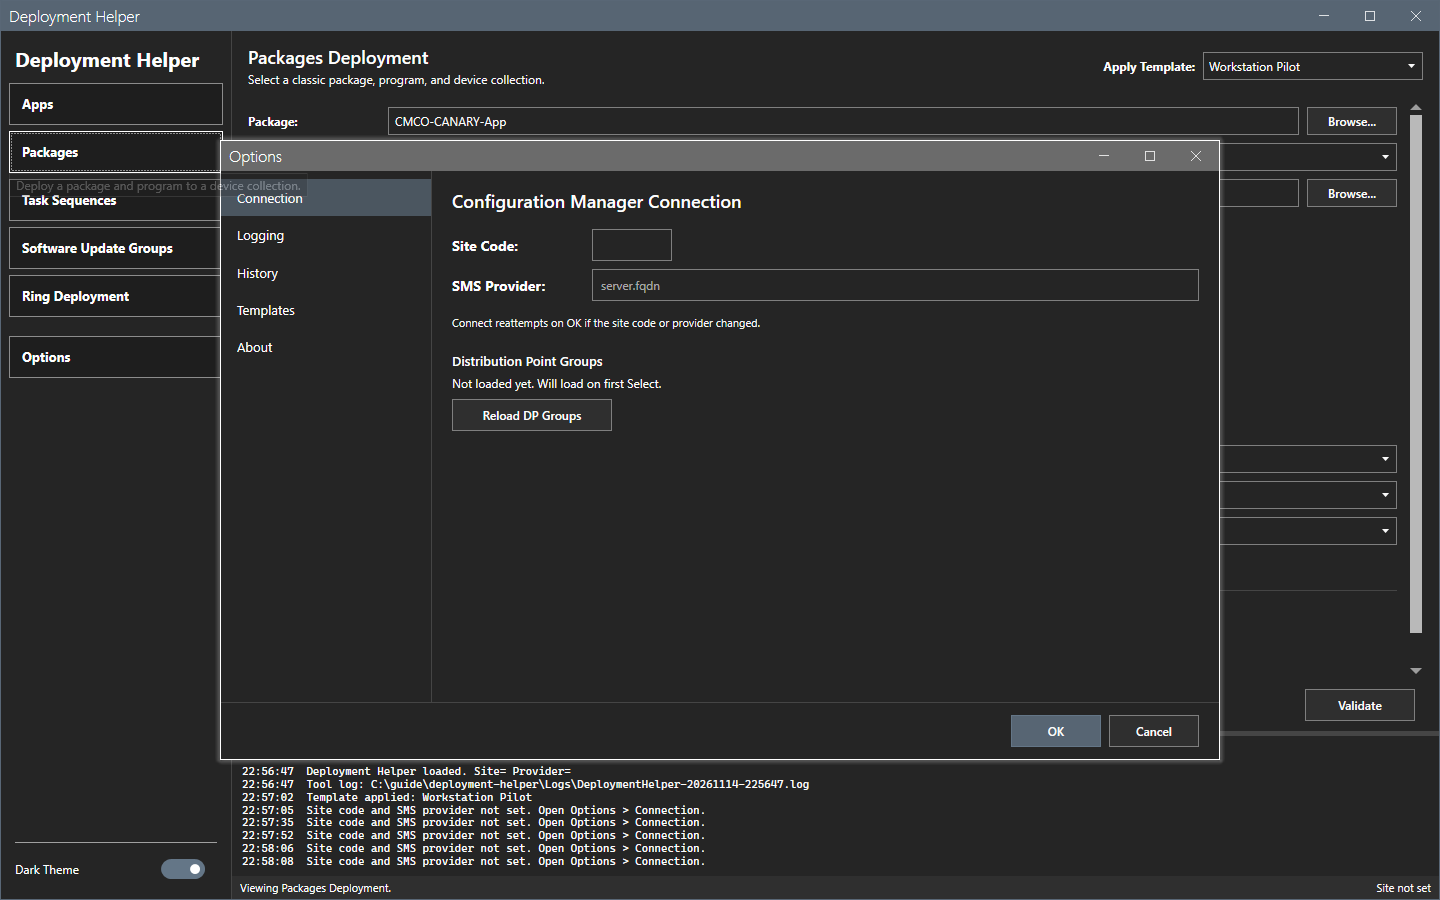 Deployment Helper
Deployment Helper
Apps
Packages
Deploy a package and program to a device collection.
Task Sequences
Software Update Groups
Ring Deployment
Options
Dark Theme
Packages Deployment
Select a classic package, program, and device collection.
Apply Template: Workstation Pilot
Package: CMCO-CANARY-App Browse...
Browse...
Validate
Options
Connection
Logging
History
Templates
About
Configuration Manager Connection
Site Code:
SMS Provider: server.fqdn
Connect reattempts on OK if the site code or provider changed.
Distribution Point Groups
Not loaded yet. Will load on first Select.
Reload DP Groups
OK Cancel
22:56:47 Deployment Helper loaded. Site= Provider=
22:56:47 Tool log: C:\guide\deployment-helper\Logs\DeploymentHelper-20261114-225647.log
22:57:02 Template applied: Workstation Pilot
22:57:05 Site code and SMS provider not set. Open Options > Connection.
22:57:35 Site code and SMS provider not set. Open Options > Connection.
22:57:52 Site code and SMS provider not set. Open Options > Connection.
22:58:06 Site code and SMS provider not set. Open Options > Connection.
22:58:08 Site code and SMS provider not set. Open Options > Connection.
Viewing Packages Deployment. Site not set